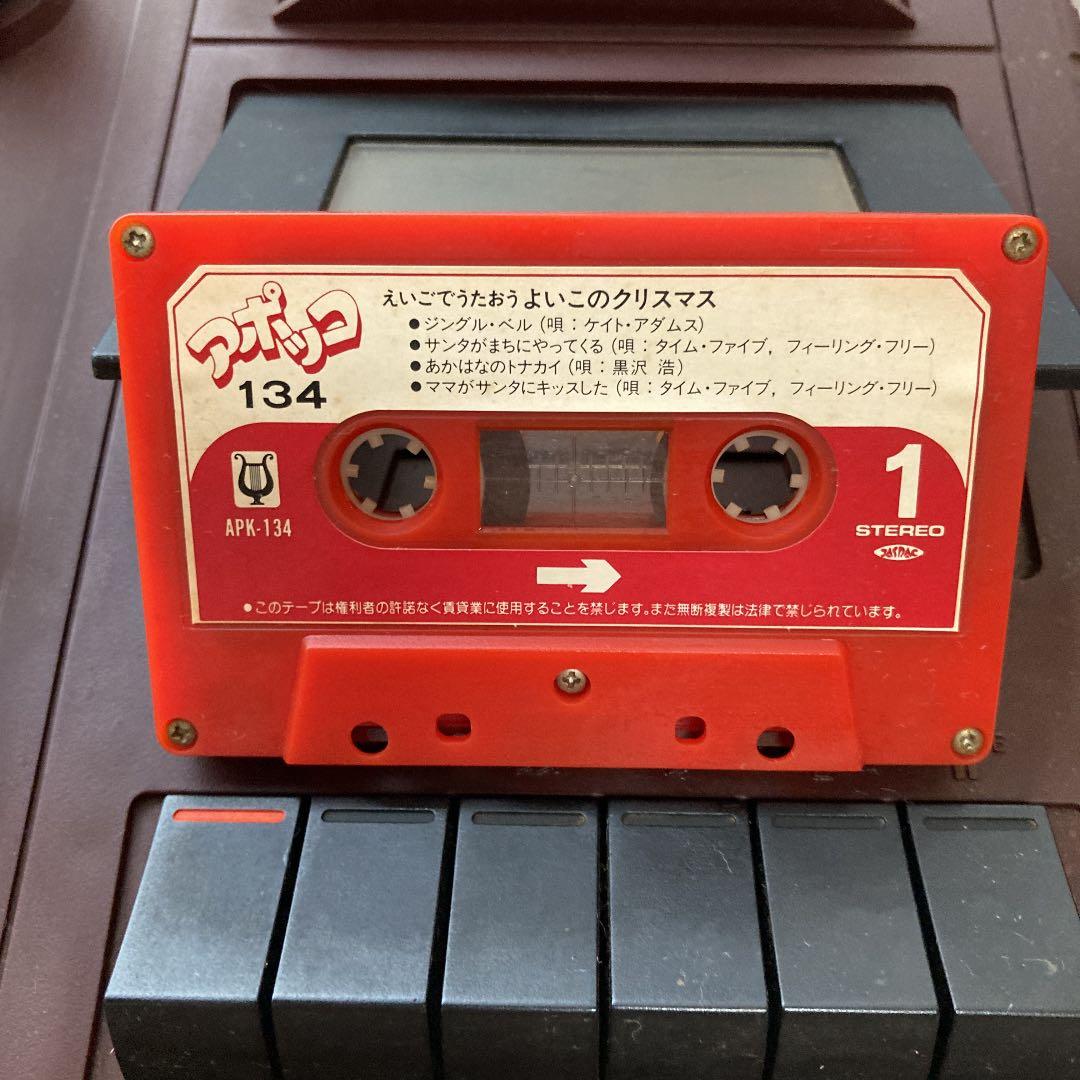 アポッコ
134
えいごでうたおう よいこのクリスマス
●ジングル・ベル (唄：ケイト・アダムス)
●サンタがまちにやってくる (唄：タイム・ファイブ, フィーリング・フリー)
●あかはなのトナカイ (唄：黒沢 浩)
●ママがサンタにキッスした (唄：タイム・ファイブ, フィーリング・フリー)
APK-134
1
STEREO
JASRAC
●このテープは権利者の許諾なく賃貸業に使用することを禁じます。また無断複製は法律で禁じられています。